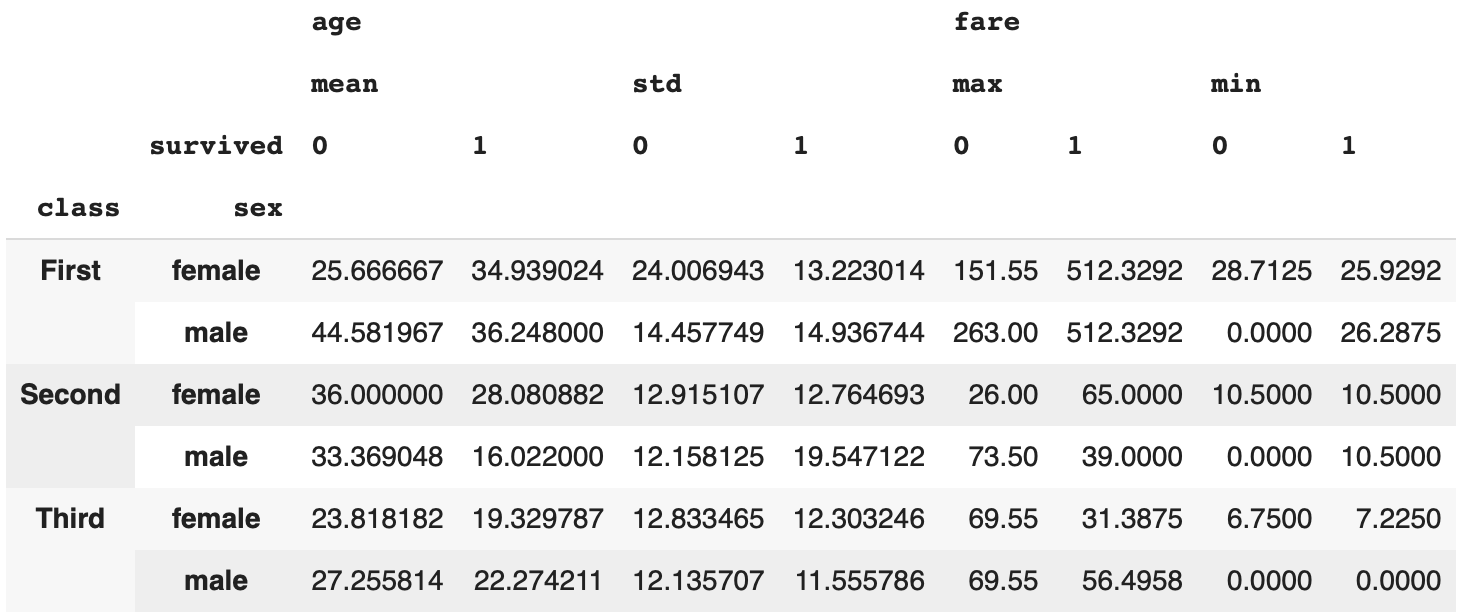 age fare
mean std max min
survived 0 1 0 1 0 1 0 1
class sex
First female 25.666667 34.939024 24.006943 13.223014 151.55 512.3292 28.7125 25.9292
male 44.581967 36.248000 14.457749 14.936744 263.00 512.3292 0.0000 26.2875
Second female 36.000000 28.080882 12.915107 12.764693 26.00 65.0000 10.5000 10.5000
male 33.369048 16.022000 12.158125 19.547122 73.50 39.0000 0.0000 10.5000
Third female 23.818182 19.329787 12.833465 12.303246 69.55 31.3875 6.7500 7.2250
male 27.255814 22.274211 12.135707 11.555786 69.55 56.4958 0.0000 0.0000